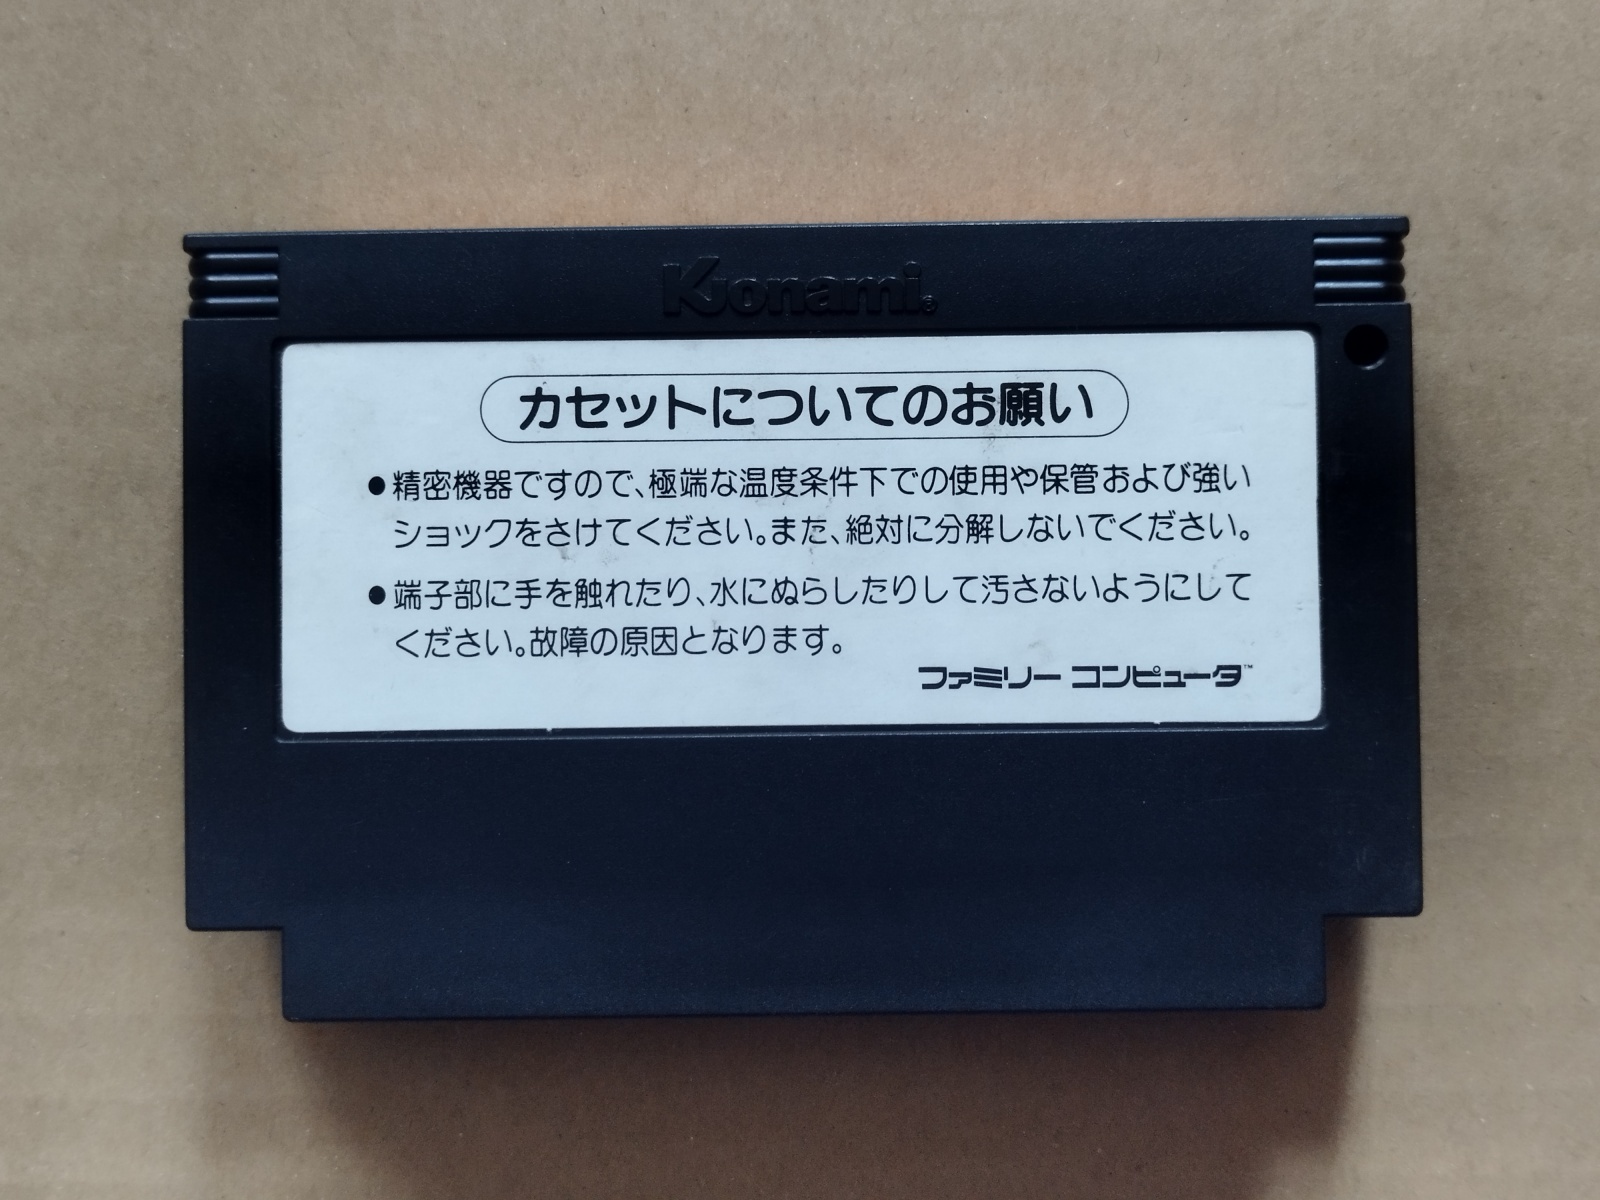 Konami®
カセットについてのお願い
●精密機器ですので、極端な温度条件下での使用や保管および強い
ショックをさけてください。また、絶対に分解しないでください。
●端子部に手を触れたり、水にぬらしたりして汚さないようにして
ください。故障の原因となります。
ファミリー コンピュータ™